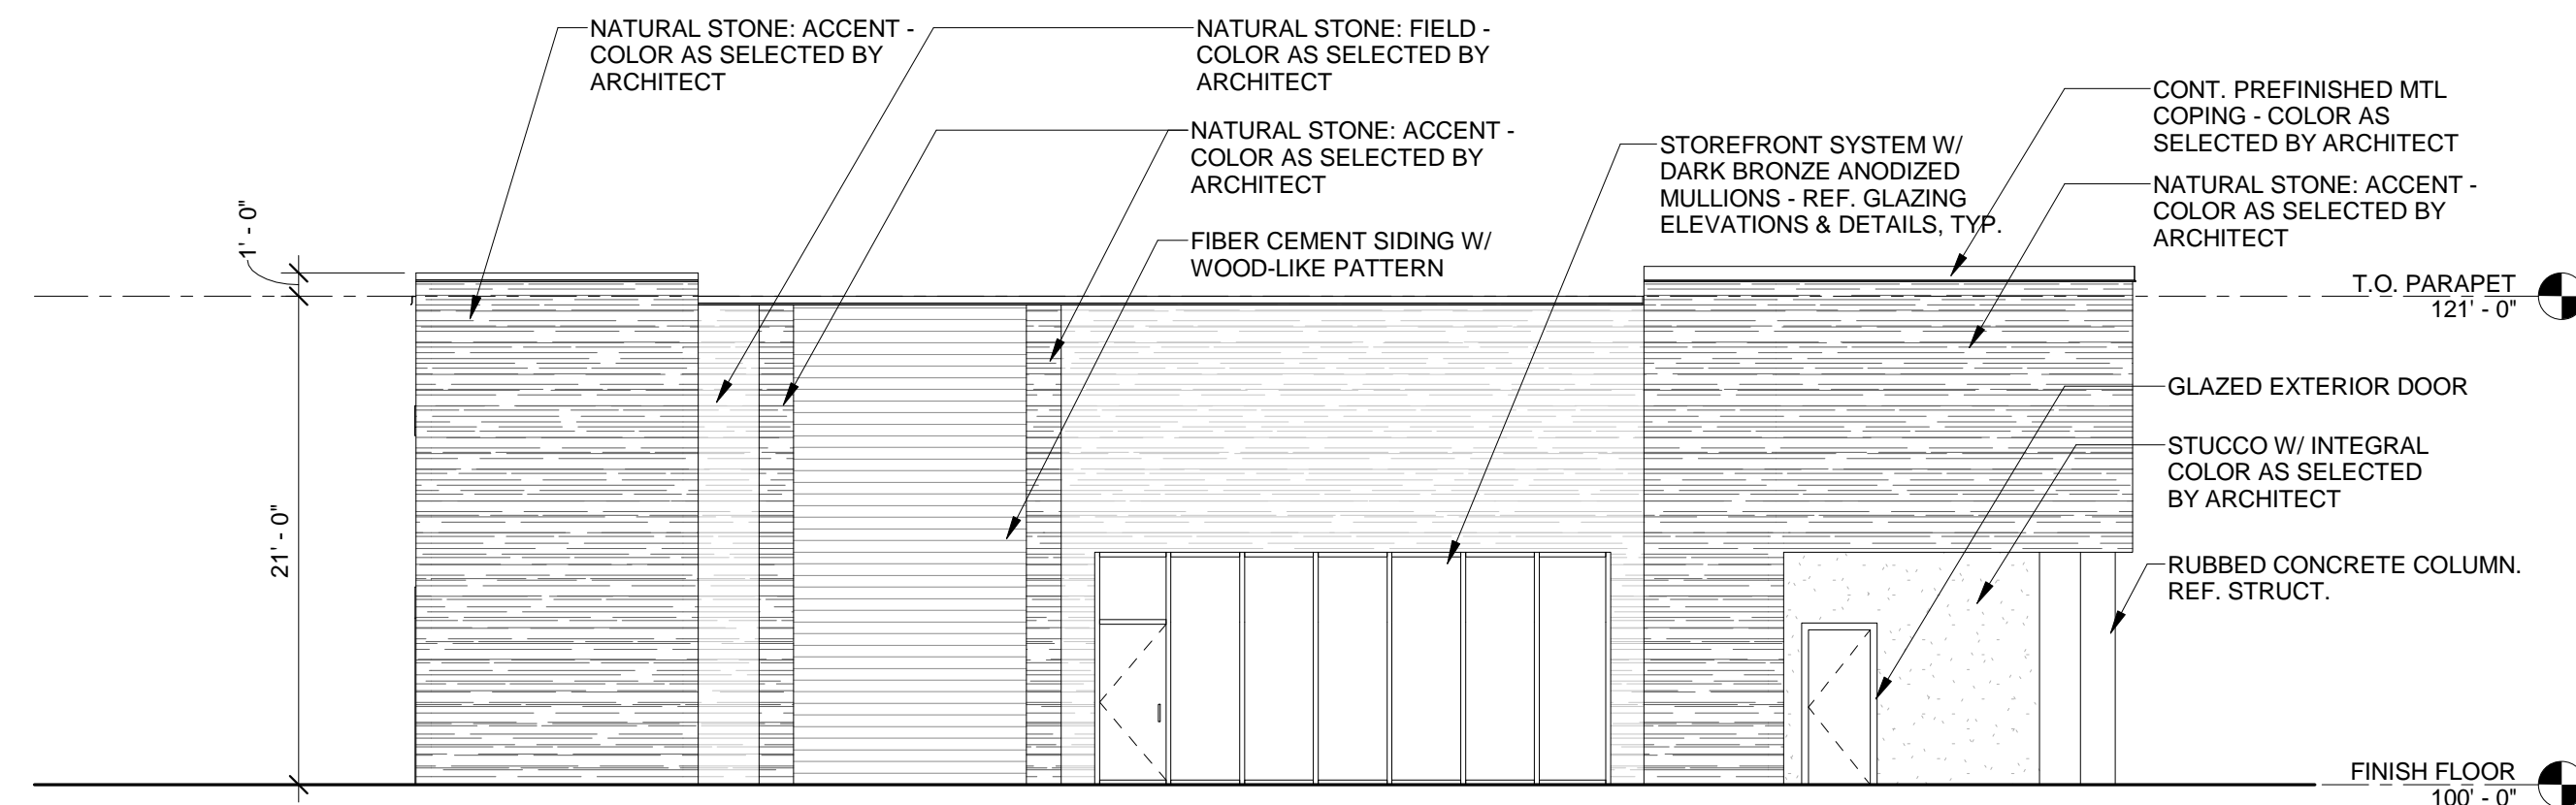 NATURAL STONE: ACCENT -
COLOR AS SELECTED BY
ARCHITECT
NATURAL STONE: FIELD -
COLOR AS SELECTED BY
ARCHITECT
NATURAL STONE: ACCENT -
COLOR AS SELECTED BY
ARCHITECT
FIBER CEMENT SIDING W/
WOOD-LIKE PATTERN
STOREFRONT SYSTEM W/
DARK BRONZE ANODIZED
MULLIONS - REF. GLAZING
ELEVATIONS & DETAILS, TYP.
CONT. PREFINISHED MTL
COPING - COLOR AS
SELECTED BY ARCHITECT
NATURAL STONE: ACCENT -
COLOR AS SELECTED BY
ARCHITECT
1' - 0"
T.O. PARAPET
121' - 0"
GLAZED EXTERIOR DOOR
STUCCO W/ INTEGRAL
COLOR AS SELECTED
BY ARCHITECT
21' - 0"
RUBBED CONCRETE COLUMN.
REF. STRUCT.
FINISH FLOOR
100' - 0"